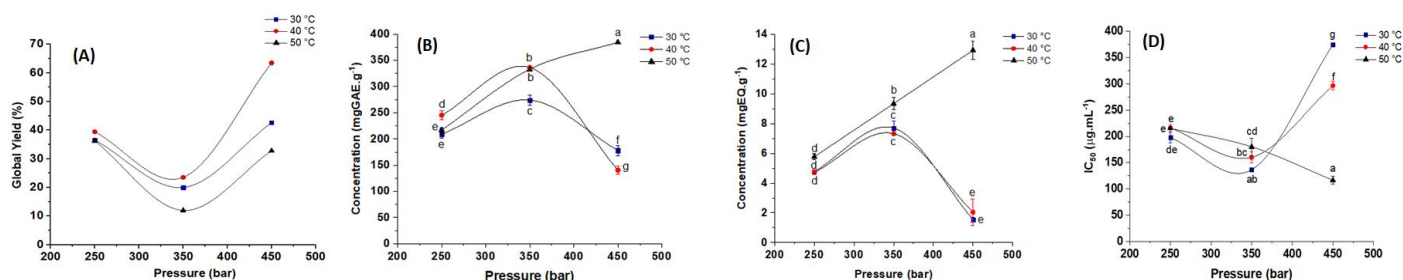 30 °C
40 °C
50 °C
(A)
Global Yield (%)
70
60
50
40
30
20
10
0
200 250 300 350 400 450 500
Pressure (bar)
30 °C
40 °C
50 °C
(B)
Concentration (mgGAE.g⁻¹)
400
350
300
250
200
150
100
50
0
a
b
b
c
d
e
e
f
g
200 250 300 350 400 450 500
Pressure (bar)
30 °C
40 °C
50 °C
(C)
Concentration (mgEQ.g⁻¹)
14
12
10
8
6
4
2
0
a
b
c
c
d
d
d
e
e
200 250 300 350 400 450 500
Pressure (bar)
30 °C
40 °C
50 °C
(D)
IC₅₀ (µg.mL⁻¹)
400
350
300
250
200
150
100
50
0
g
f
e
e
de
cd
bc
ab
a
200 250 300 350 400 450 500
Pressure (bar)